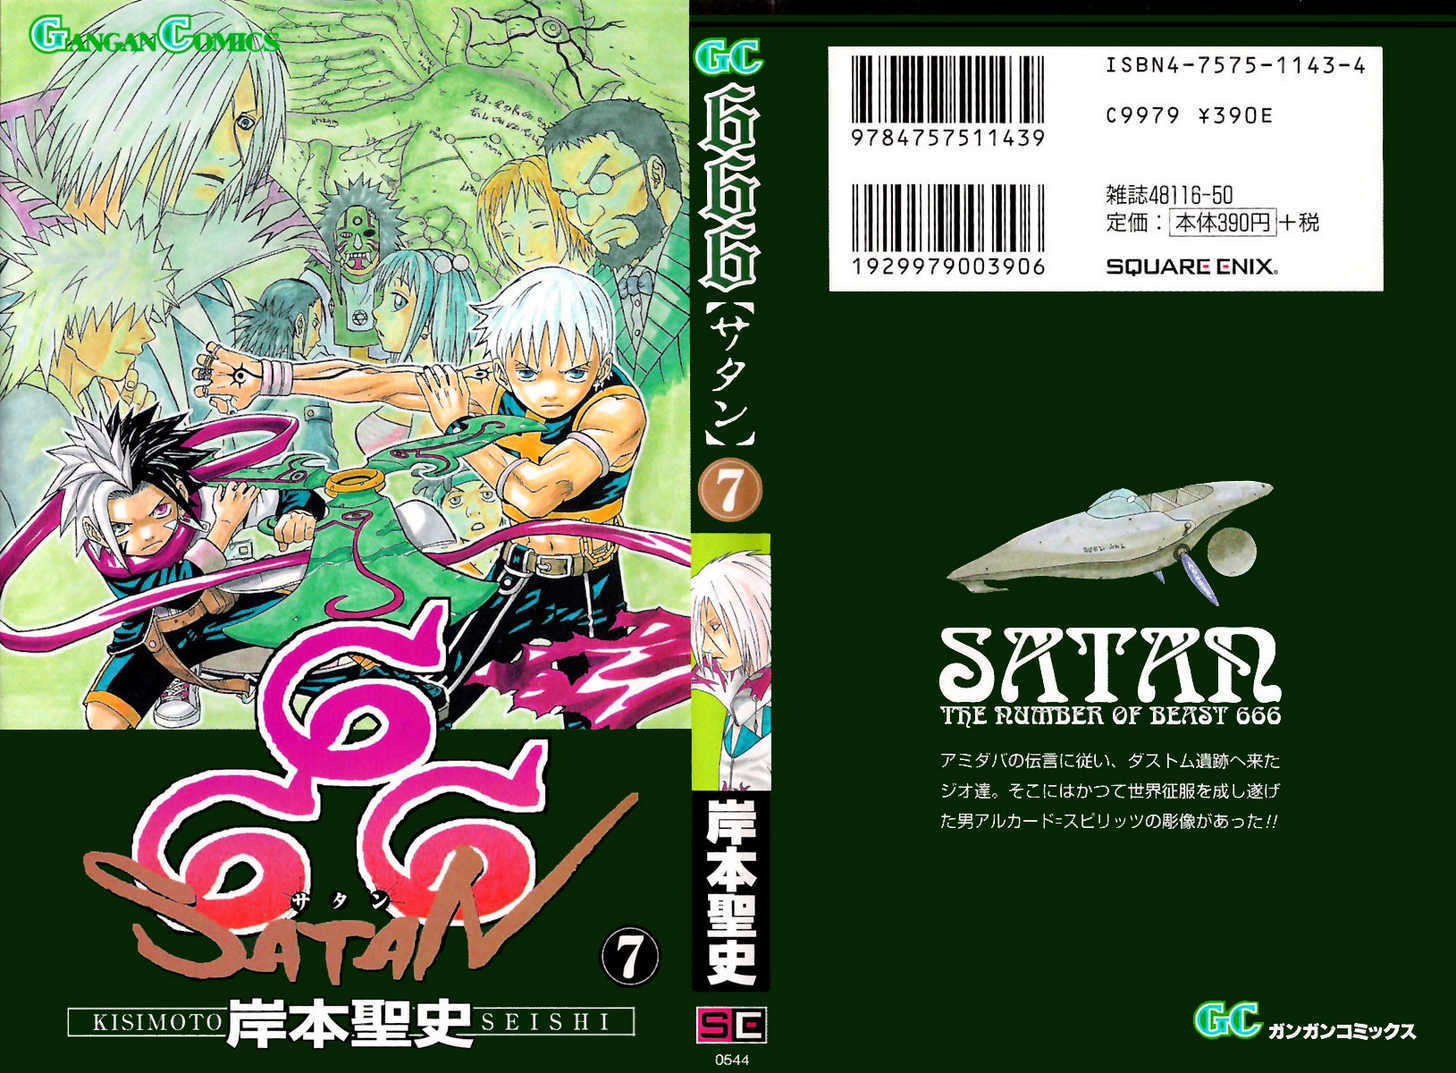 GANGAN COMICS
666
サタン
SATAN
7
KISIMOTO 岸本聖史 SEISHI
GC
666
【サタン】
7
岸本聖史
SE
0544
ISBN4-7575-1143-4
9784757511439
C9979 ¥390E
雑誌48116-50
定価：本体390円+税
1929979003906
SQUARE ENIX.
SATAN
THE NUMBER OF BEAST 666
アミダバの伝言に従い、ダストム遺跡へ来た
ジオ達。そこにはかつて世界征服を成し遂げ
た男アルカード=スピリッツの彫像があった!!
GC ガンガンコミックス